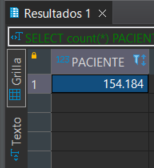 Resultados 1
SELECT count(*) PACIEN
Grilla
PACIENTE
1
154.184
Texto